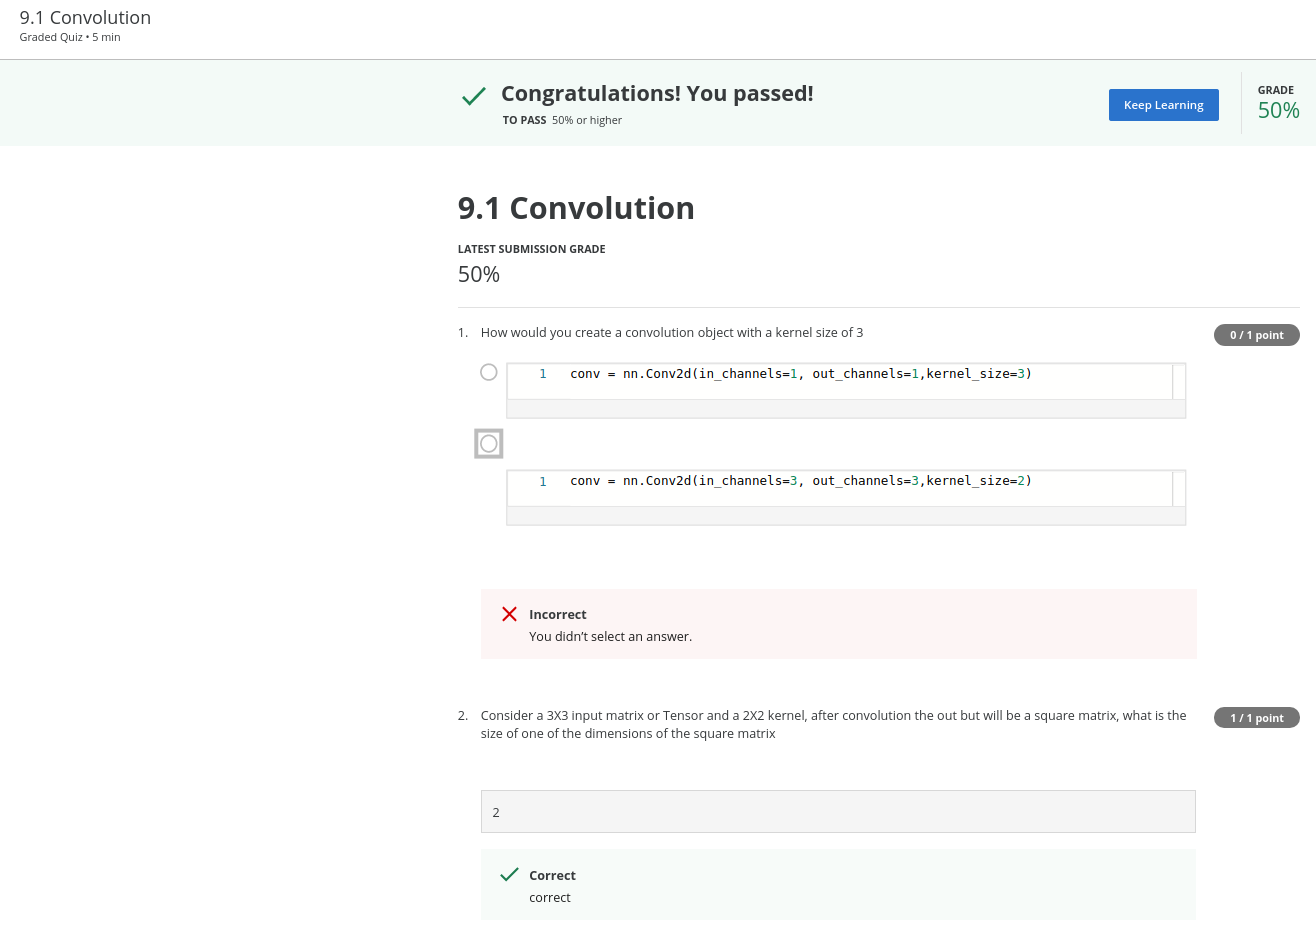 9.1 Convolution
Graded Quiz • 5 min
Congratulations! You passed!
TO PASS 50% or higher
Keep Learning
GRADE
50%
9.1 Convolution
LATEST SUBMISSION GRADE
50%
1. How would you create a convolution object with a kernel size of 3
0 / 1 point
1 conv = nn.Conv2d(in_channels=1, out_channels=1,kernel_size=3)
1 conv = nn.Conv2d(in_channels=3, out_channels=3,kernel_size=2)
Incorrect
You didn’t select an answer.
2. Consider a 3X3 input matrix or Tensor and a 2X2 kernel, after convolution the out but will be a square matrix, what is the
size of one of the dimensions of the square matrix
1 / 1 point
2
Correct
correct